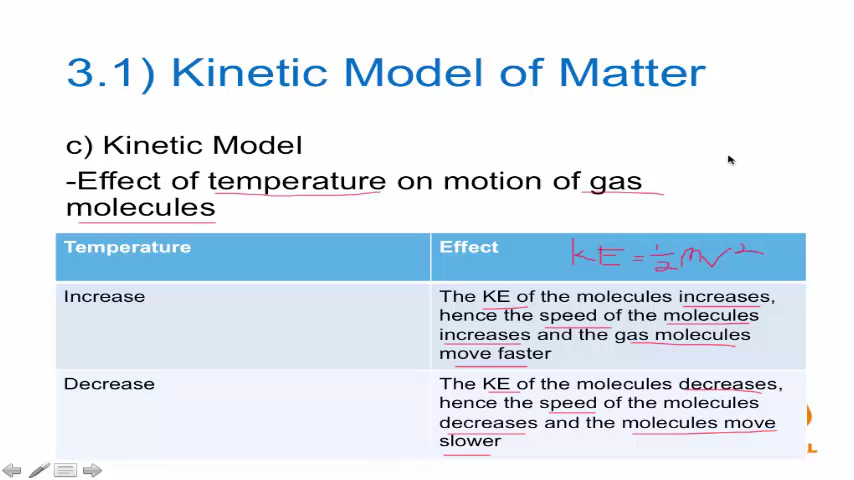 3.1) Kinetic Model of Matter
c) Kinetic Model
-Effect of temperature on motion of gas
molecules
Temperature
Effect
KE = 1/2 mv²
Increase
The KE of the molecules increases,
hence the speed of the molecules
increases and the gas molecules
move faster
Decrease
The KE of the molecules decreases,
hence the speed of the molecules
decreases and the molecules move
slower
L